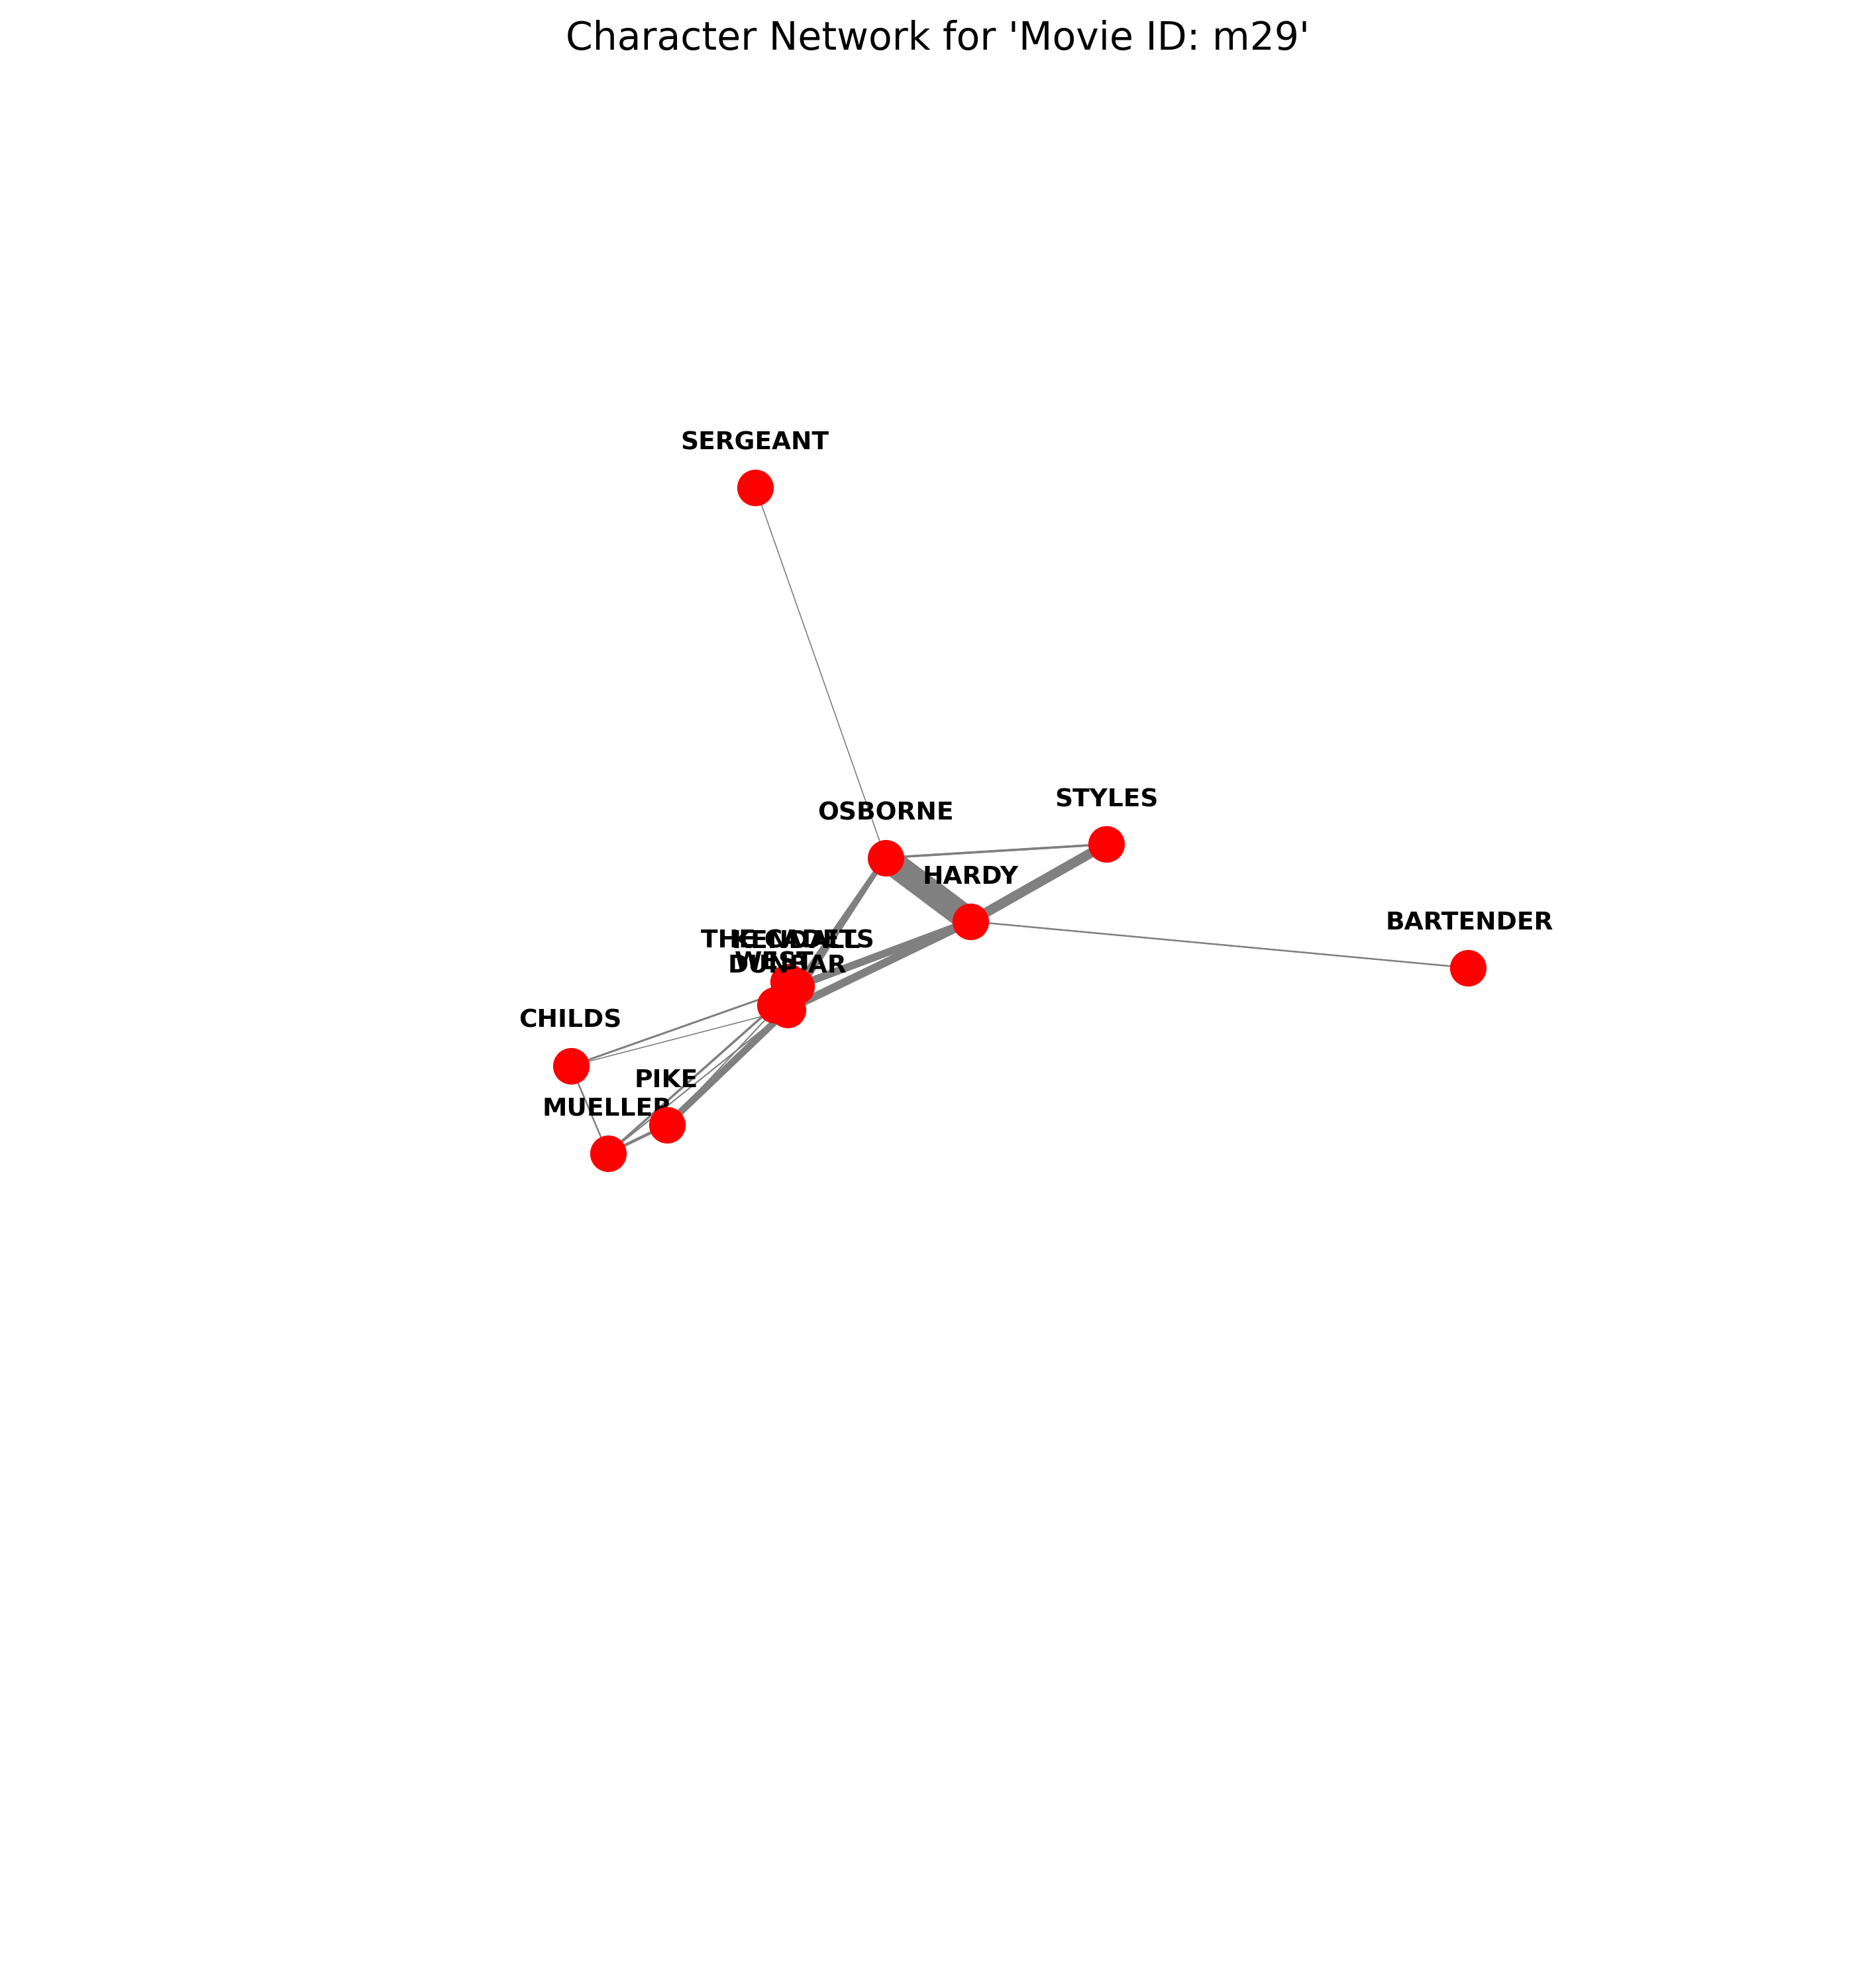 Character Network for 'Movie ID: m29'
SERGEANT
STYLES
OSBORNE
HARDY
BARTENDER
THE CADETS
KENDALL
WEST
DUNBAR
CHILDS
PIKE
MUELLER